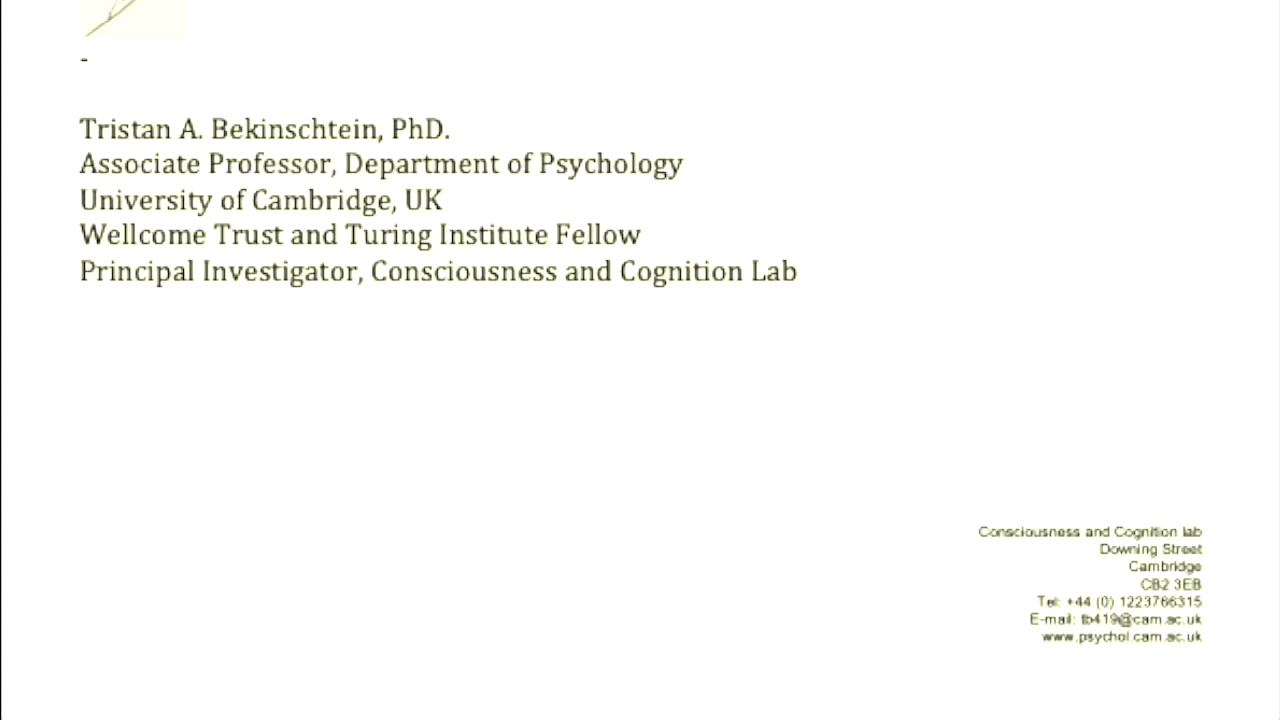 -
Tristan A. Bekinschtein, PhD.
Associate Professor, Department of Psychology
University of Cambridge, UK
Wellcome Trust and Turing Institute Fellow
Principal Investigator, Consciousness and Cognition Lab
Consciousness and Cognition lab
Downing Street
Cambridge
CB2 3EB
Tel: +44 (0) 1223766315
E-mail: tb419@cam.ac.uk
www.psychol.cam.ac.uk